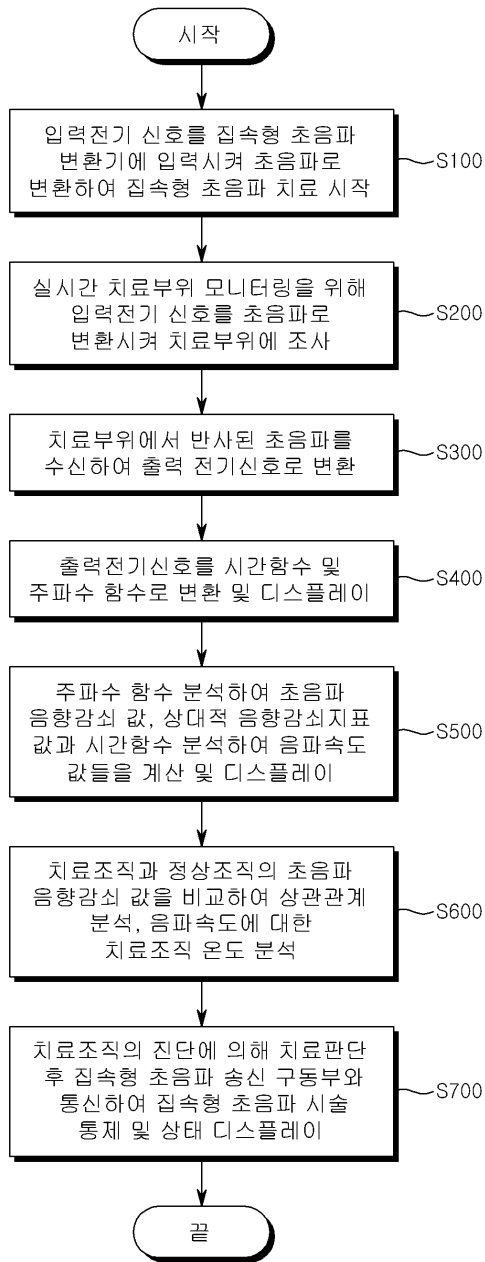 시작
입력전기 신호를 집속형 초음파
변환기에 입력시켜 초음파로
변환하여 집속형 초음파 치료 시작
S100
실시간 치료부위 모니터링을 위해
입력전기 신호를 초음파로
변환시켜 치료부위에 조사
S200
치료부위에서 반사된 초음파를
수신하여 출력 전기신호로 변환
S300
출력전기신호를 시간함수 및
주파수 함수로 변환 및 디스플레이
S400
주파수 함수 분석하여 초음파
음향감쇠 값, 상대적 음향감쇠지표
값과 시간함수 분석하여 음파속도
값들을 계산 및 디스플레이
S500
치료조직과 정상조직의 초음파
음향감쇠 값을 비교하여 상관관계
분석, 음파속도에 대한
치료조직 온도 분석
S600
치료조직의 진단에 의해 치료판단
후 집속형 초음파 송신 구동부와
통신하여 집속형 초음파 시술
통제 및 상태 디스플레이
S700
끝